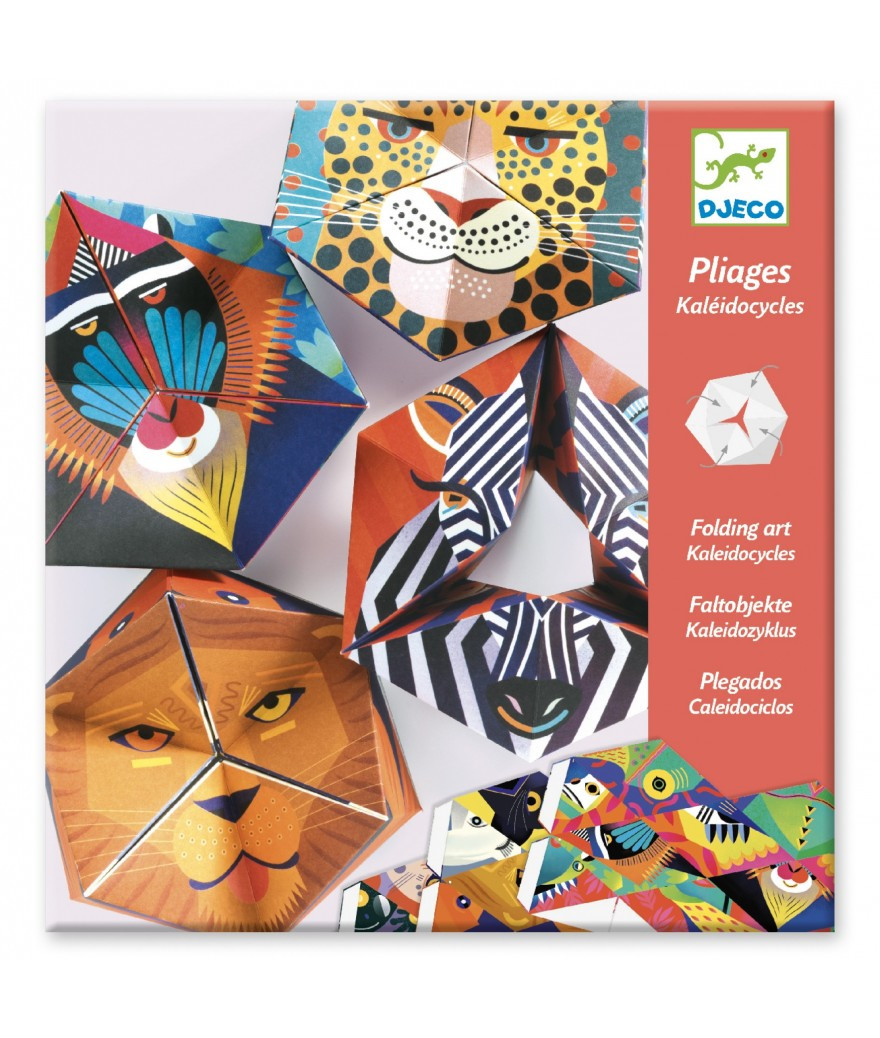 DJECO
Pliages
Kaléidocycles
Folding art
Kaleidocycles
Faltobjekte
Kaleidozyklus
Plegados
Caleidociclos